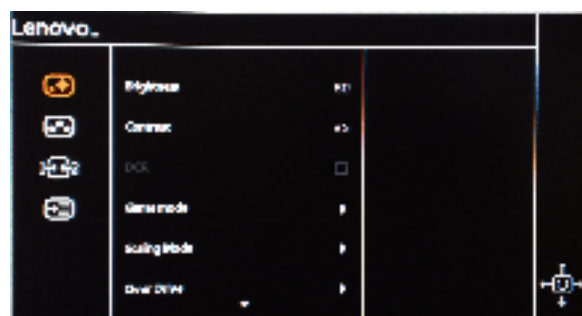 Lenovo.
Brightness
Contrast
DCR
Game mode
Scaling Mode
Over Drive